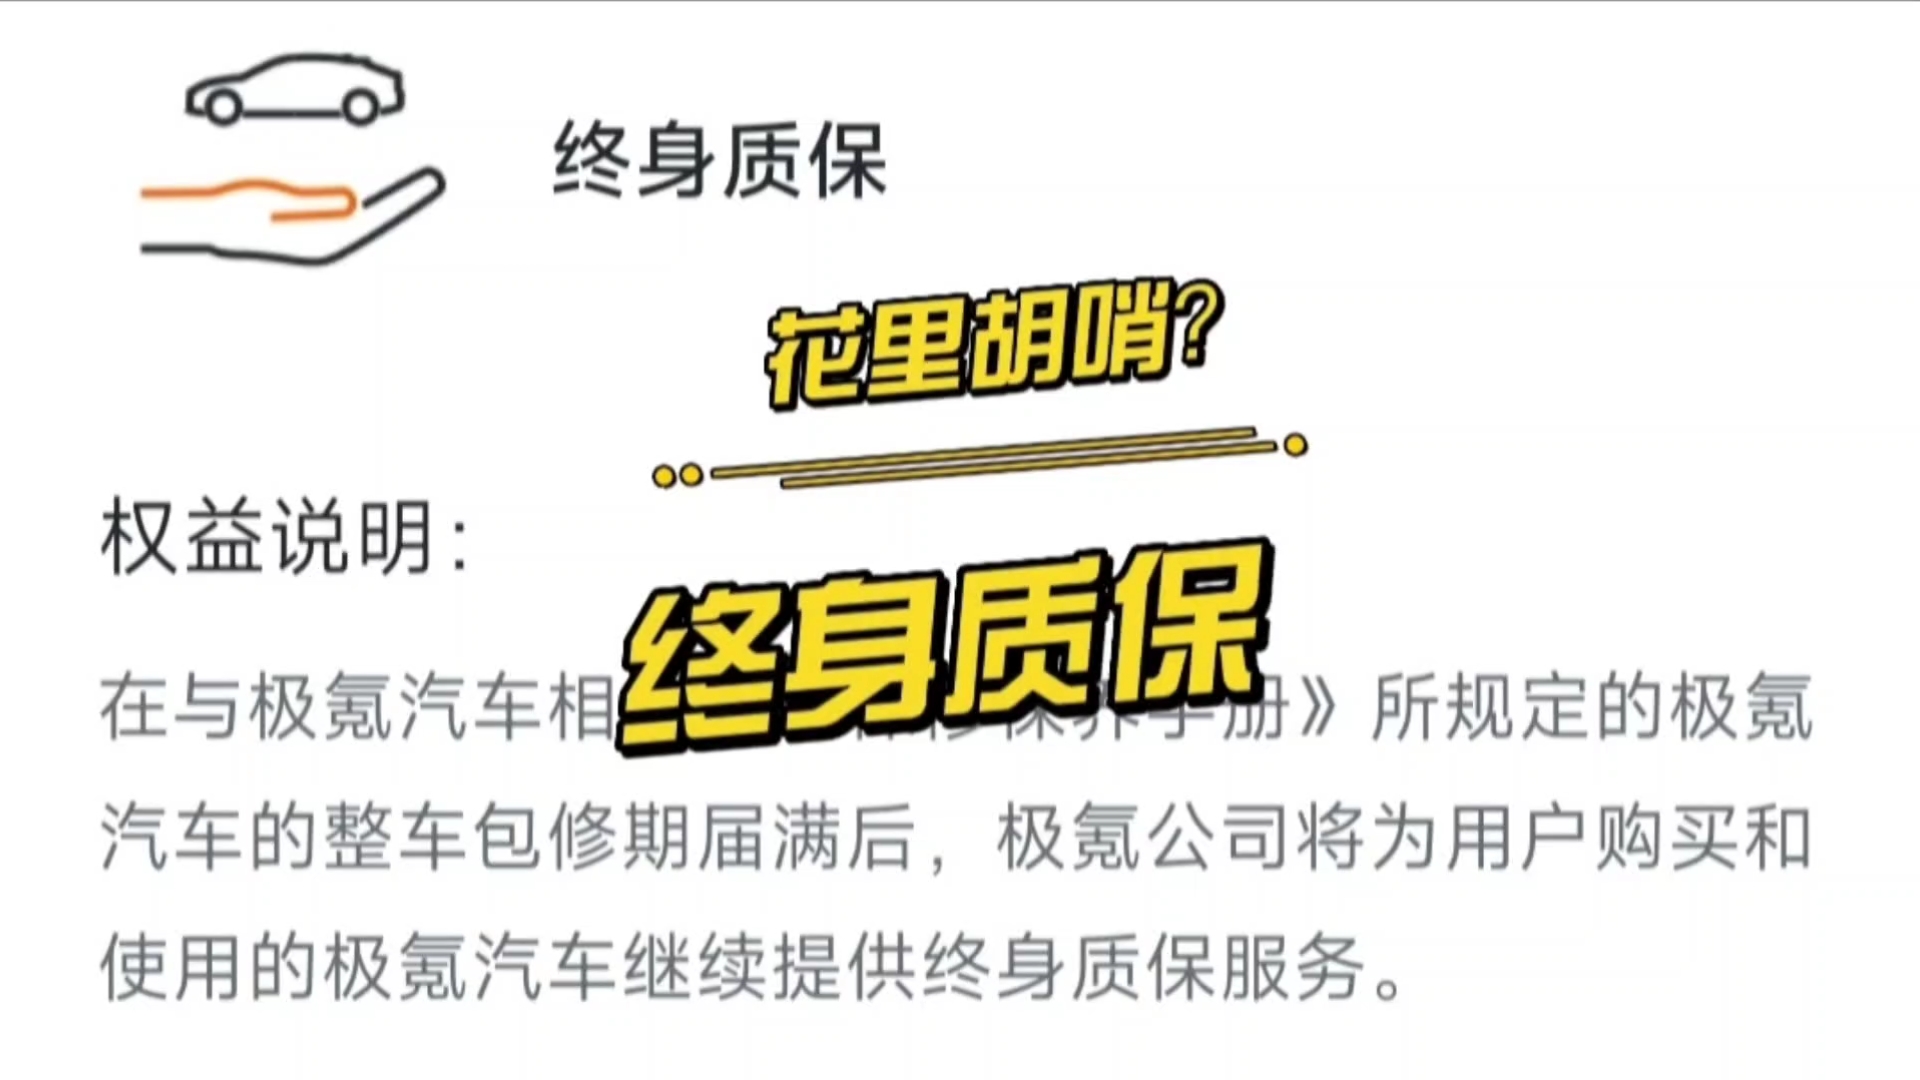 终身质保
花里胡哨?
权益说明：
终身质保
在与极氪汽车相 保养手册》所规定的极氪
汽车的整车包修期届满后，极氪公司将为用户购买和
使用的极氪汽车继续提供终身质保服务。